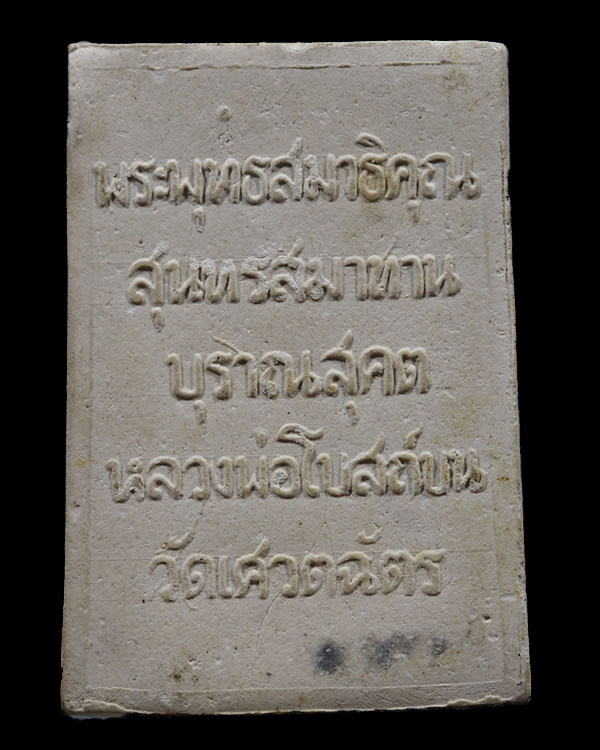 พระพุทธสมาธิคุณ
สุนทรสมาทาน
บุราณสุคต
หลวงพ่อโบสถ์บน
วัดเศวตฉัตร